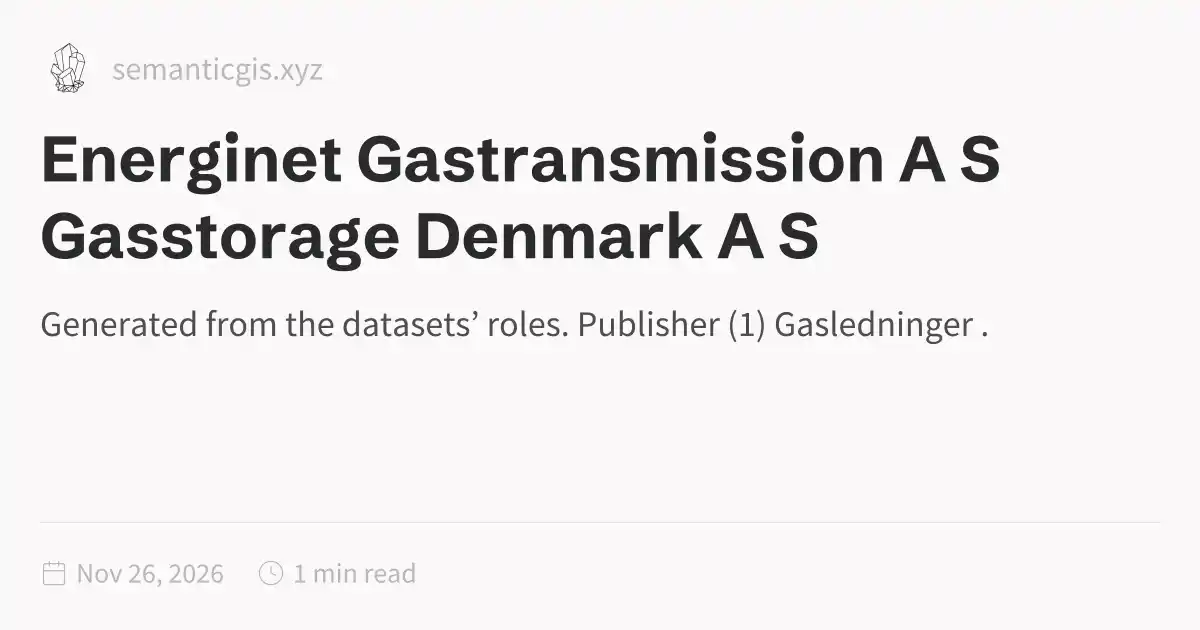 semanticgis.xyz
Energinet Gastransmission A S
Gasstorage Denmark A S
Generated from the datasets’ roles. Publisher (1) Gasledninger .
Nov 26, 2026 1 min read